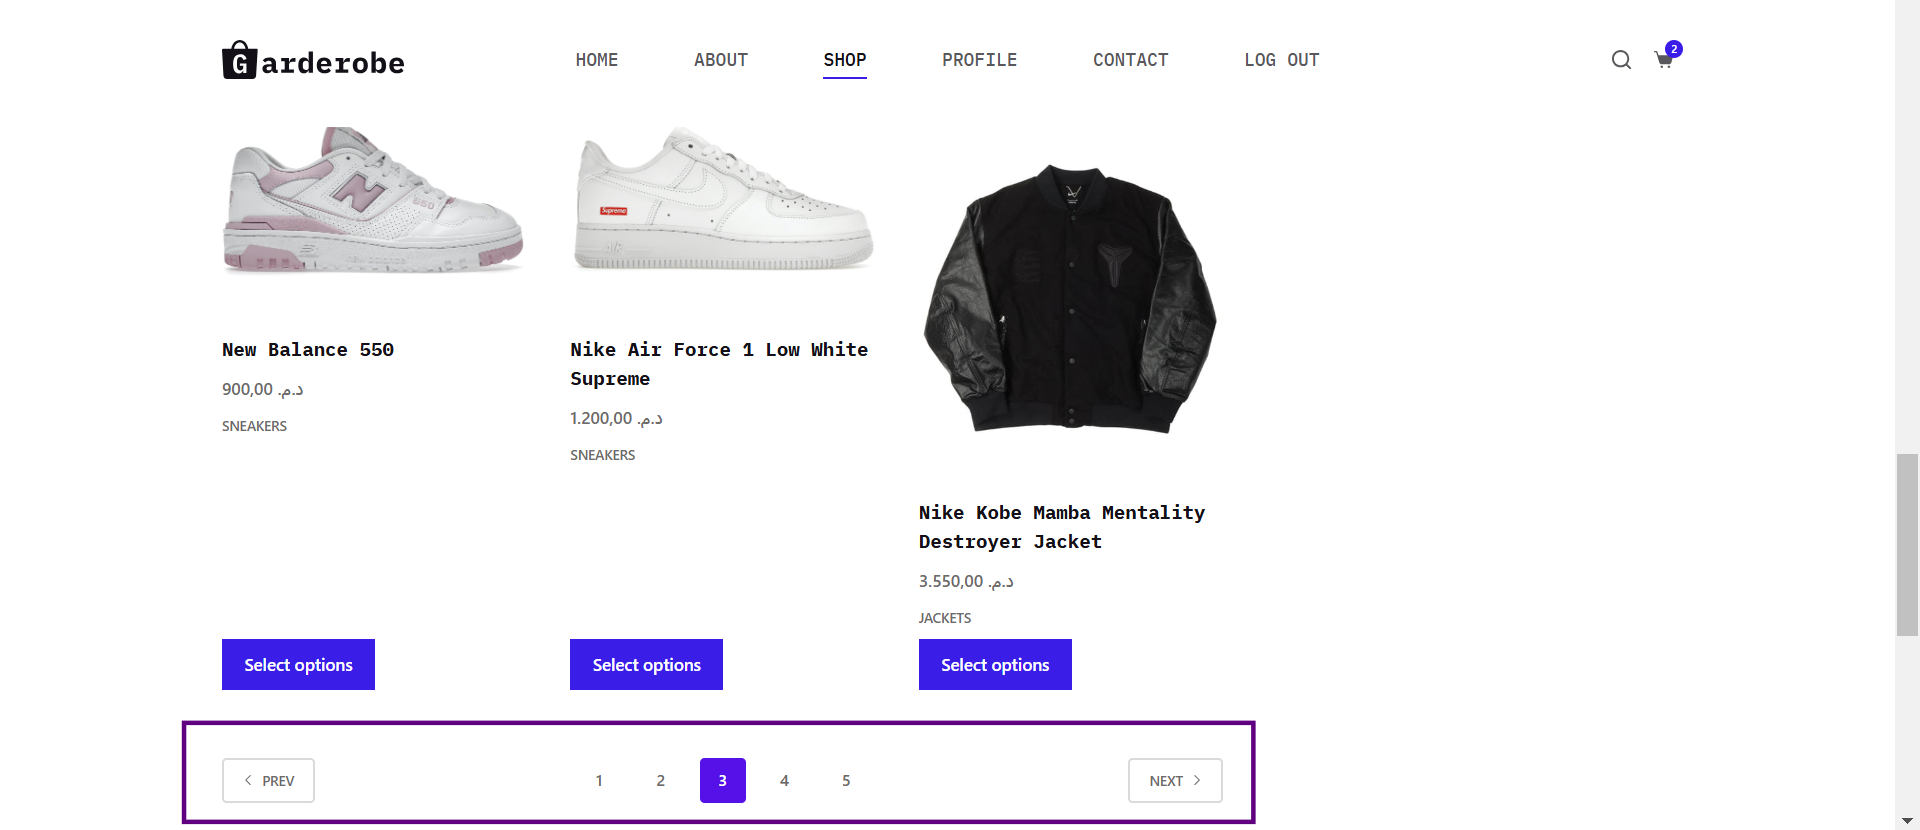 Garderobe
HOME ABOUT SHOP PROFILE CONTACT LOG OUT
2
Supreme
New Balance 550
900,00 د.م.
SNEAKERS
Nike Air Force 1 Low White
Supreme
1.200,00 د.م.
SNEAKERS
Nike Kobe Mamba Mentality
Destroyer Jacket
3.550,00 د.م.
JACKETS
Select options
Select options
Select options
PREV 1 2 3 4 5 NEXT